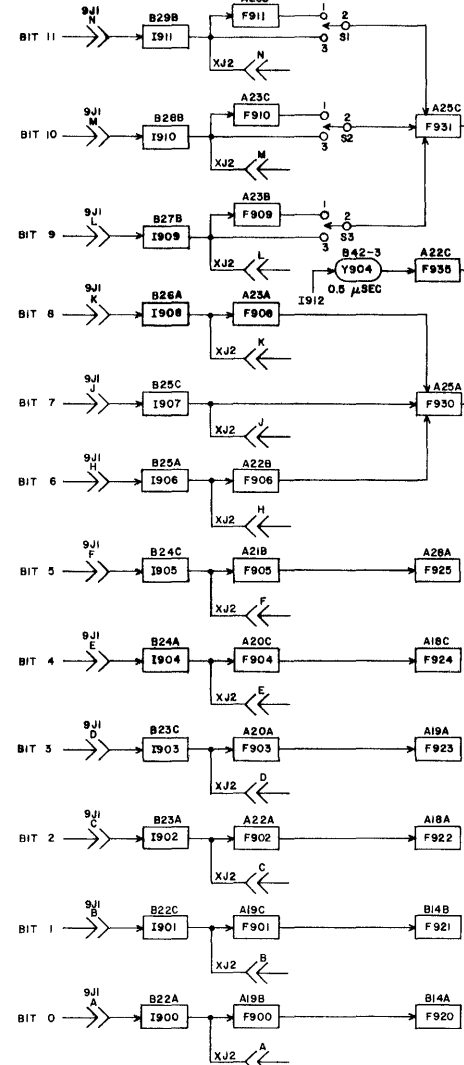 BIT 11 9J1 N B29B I911 F911 1 2 3 S1 XJ2 N
BIT 10 9J1 M B28B I910 A23C F910 1 2 3 S2 XJ2 M A25C F931
BIT 9 9J1 L B27B I909 A23B F909 1 2 3 S3 XJ2 L
I912 B42-3 Y904 0.5 μSEC A22C F935
BIT 8 9J1 K B26A I908 A23A F908 XJ2 K
BIT 7 9J1 J B25C I907 XJ2 J A25A F930
BIT 6 9J1 H B25A I906 A22B F906 XJ2 H
BIT 5 9J1 F B24C I905 A21B F905 XJ2 F A28A F925
BIT 4 9J1 E B24A I904 A20C F904 XJ2 E A18C F924
BIT 3 9J1 D B23C I903 A20A F903 XJ2 D A19A F923
BIT 2 9J1 C B23A I902 A22A F902 XJ2 C A18A F922
BIT 1 9J1 B B22C I901 A19C F901 XJ2 B B14B F921
BIT 0 9J1 A B22A I900 A19B F900 XJ2 A B14A F920